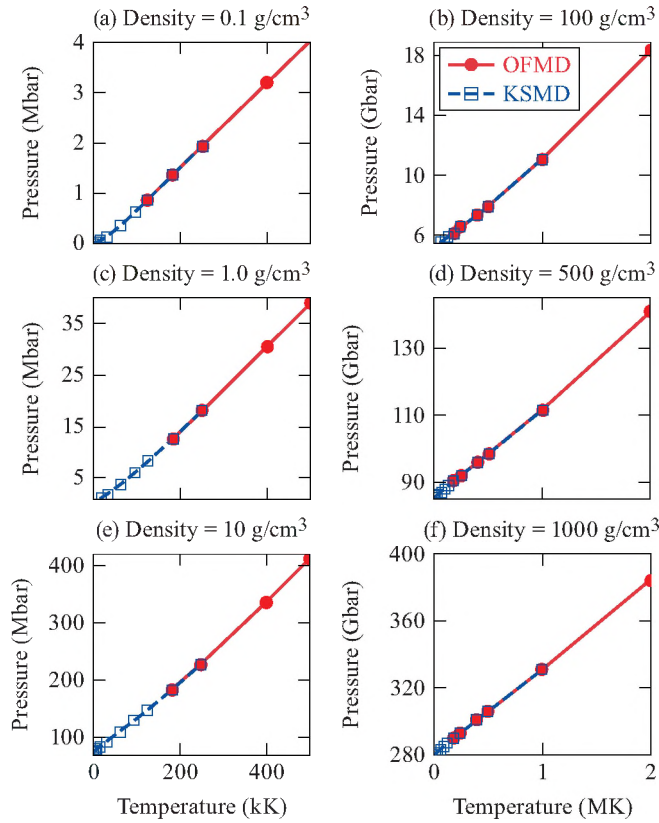 (a) Density = 0.1 g/cm³
(b) Density = 100 g/cm³
4
3
2
1
0
Pressure (Mbar)
18
14
10
6
Pressure (Gbar)
OFMD
KSMD
(c) Density = 1.0 g/cm³
(d) Density = 500 g/cm³
35
25
15
5
Pressure (Mbar)
130
110
90
Pressure (Gbar)
(e) Density = 10 g/cm³
(f) Density = 1000 g/cm³
400
300
200
100
Pressure (Mbar)
0
200
400
Temperature (kK)
400
360
320
280
Pressure (Gbar)
0
1
2
Temperature (MK)